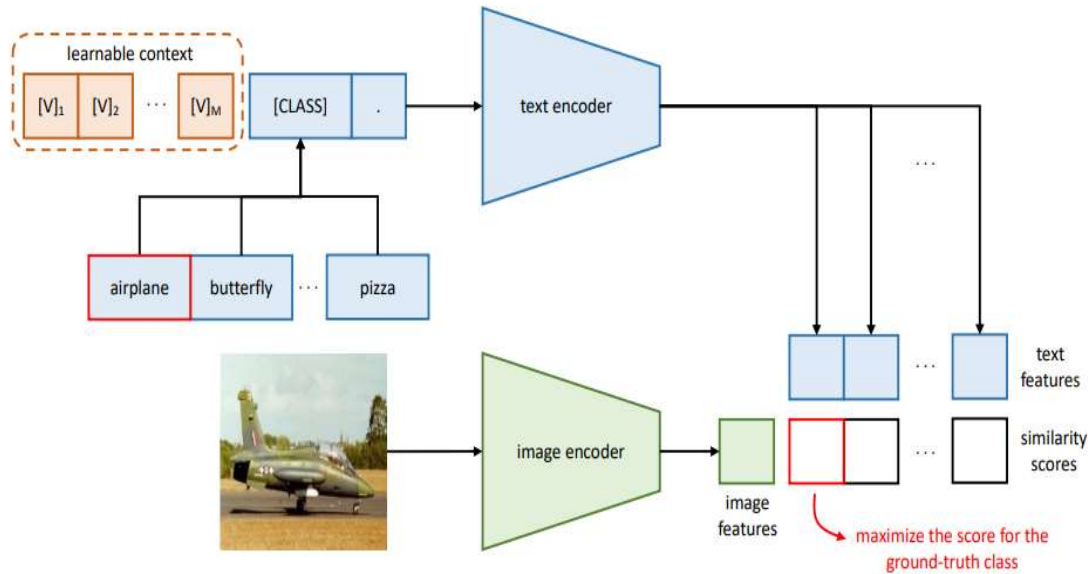 learnable context
[V]₁ [V]₂ ... [V]M [CLASS] .
text encoder
...
airplane butterfly ... pizza
... text
features
image encoder
... similarity
scores
image
features
maximize the score for the
ground-truth class